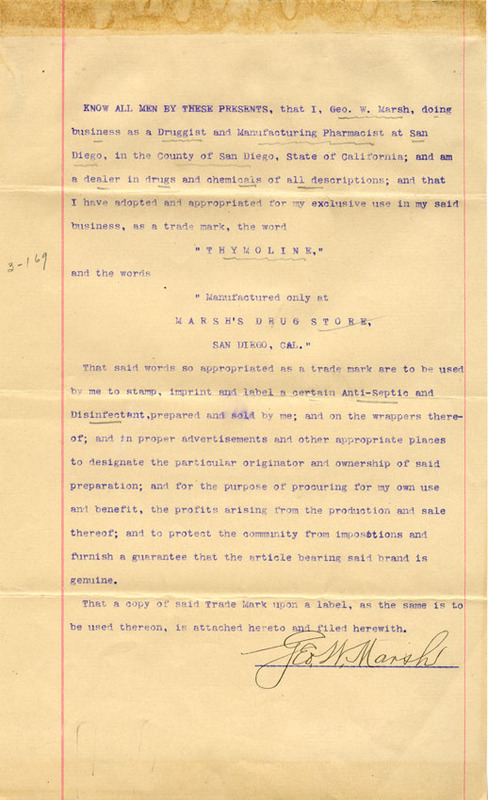 KNOW ALL MEN BY THESE PRESENTS, that I, Geo. W. Marsh, doing
business as a Druggist and Manufacturing Pharmacist at San
Diego, in the County of San Diego, State of California; and am
a dealer in drugs and chemicals of all descriptions; and that
I have adopted and appropriated for my exclusive use in my said
business, as a trade mark, the word
" THYMOLINE,"
3-169
and the words
" Manufactured only at
MARSH'S DRUG STORE,
SAN DIEGO, CAL."
That said words so appropriated as a trade mark are to be used
by me to stamp, imprint and label a certain Anti-Septic and
Disinfectant,prepared and sold by me; and on the wrappers there-
of; and in proper advertisements and other appropriate places
to designate the particular originator and ownership of said
preparation; and for the purpose of procuring for my own use
and benefit, the profits arising from the production and sale
thereof; and to protect the community from impositions and
furnish a guarantee that the article bearing said brand is
genuine.
That a copy of said Trade Mark upon a label, as the same is to
be used thereon, is attached hereto and filed herewith.
Geo. W. Marsh